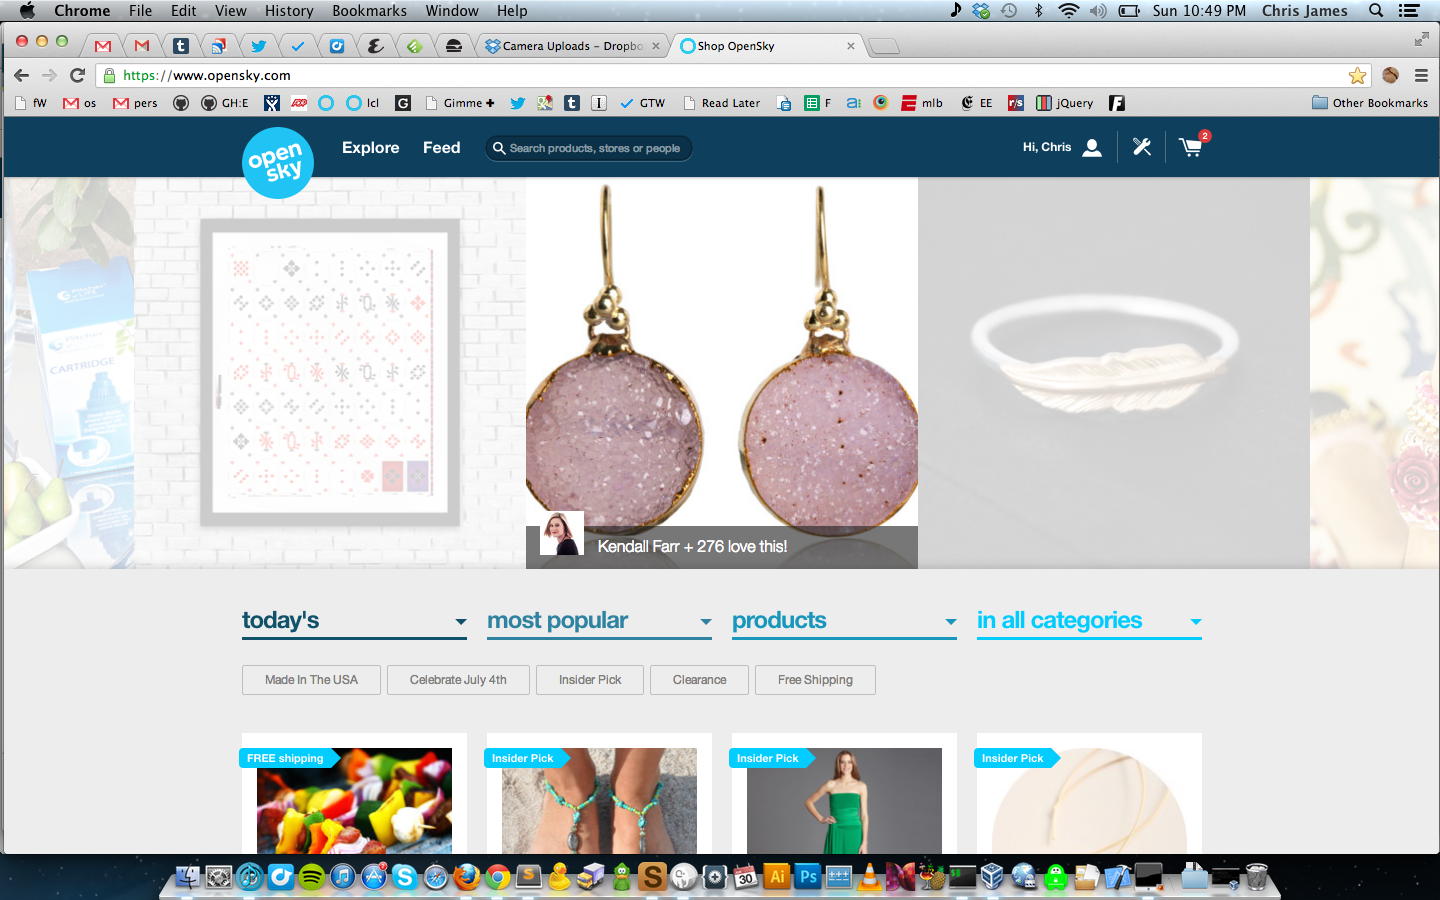 Chrome File Edit View History Bookmarks Window Help Sun 10:49 PM Chris James
Camera Uploads - Dropbo Shop OpenSky
https://www.opensky.com
fW os pers GH:E lcl Gimme + GTW Read Later F mlb EE r/s jQuery Other Bookmarks
open
sky
Explore Feed Search products, stores or people Hi, Chris 2
CARTRIDGE
Kendall Farr + 276 love this!
today's most popular products in all categories
Made In The USA Celebrate July 4th Insider Pick Clearance Free Shipping
FREE shipping Insider Pick Insider Pick Insider Pick
30 Ai Ps